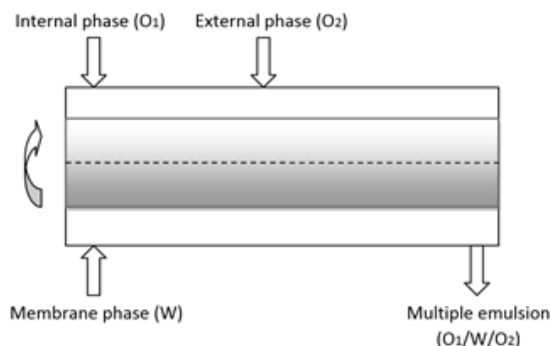 Internal phase (O₁)
External phase (O₂)
Membrane phase (W)
Multiple emulsion
(O₁/W/O₂)